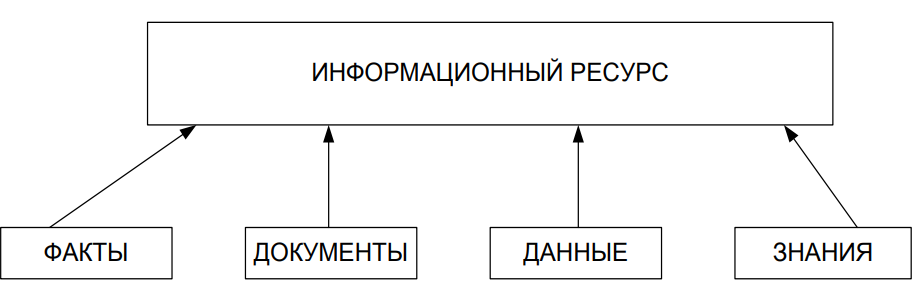 ИНФОРМАЦИОННЫЙ РЕСУРС
ФАКТЫ
ДОКУМЕНТЫ
ДАННЫЕ
ЗНАНИЯ